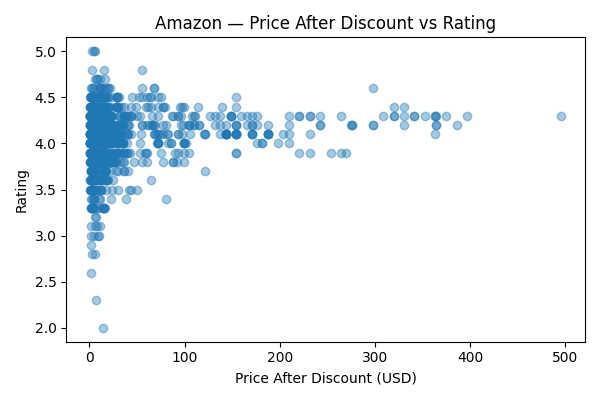 Amazon — Price After Discount vs Rating
5.0
4.5
4.0
3.5
3.0
2.5
2.0
Rating
0 100 200 300 400 500
Price After Discount (USD)